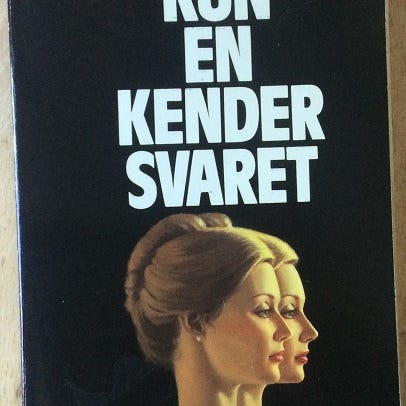 KUN
EN
KENDER
SVARET